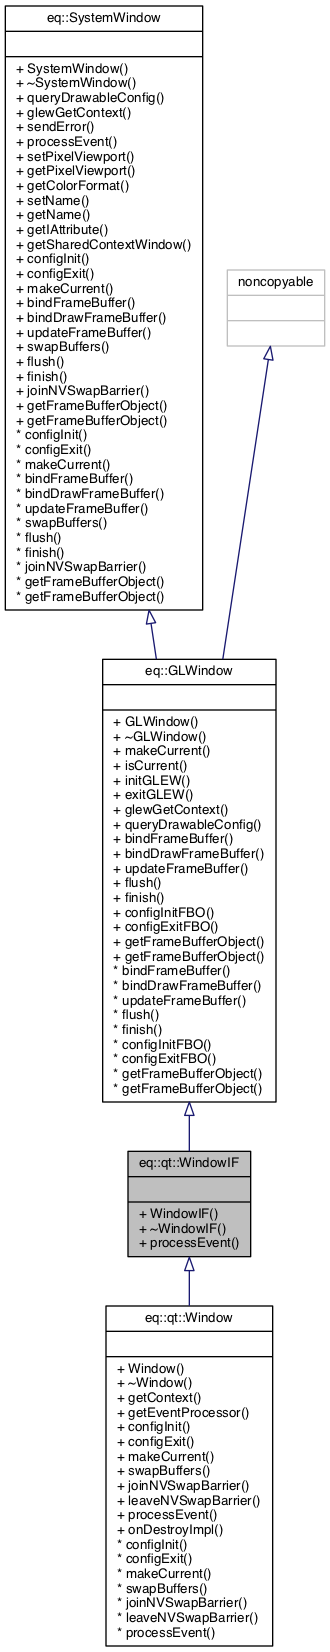 eq::SystemWindow
+ SystemWindow()
+ ~SystemWindow()
+ queryDrawableConfig()
+ glewGetContext()
+ sendError()
+ processEvent()
+ setPixelViewport()
+ getPixelViewport()
+ getColorFormat()
+ setName()
+ getName()
+ getIAttribute()
+ getSharedContextWindow()
+ configInit()
+ configExit()
+ makeCurrent()
+ bindFrameBuffer()
+ bindDrawFrameBuffer()
+ updateFrameBuffer()
+ swapBuffers()
+ flush()
+ finish()
+ joinNVSwapBarrier()
+ getFrameBufferObject()
+ getFrameBufferObject()
* configInit()
* configExit()
* makeCurrent()
* bindFrameBuffer()
* bindDrawFrameBuffer()
* updateFrameBuffer()
* swapBuffers()
* flush()
* finish()
* joinNVSwapBarrier()
* getFrameBufferObject()
* getFrameBufferObject()
noncopyable
eq::GLWindow
+ GLWindow()
+ ~GLWindow()
+ makeCurrent()
+ isCurrent()
+ initGLEW()
+ exitGLEW()
+ glewGetContext()
+ queryDrawableConfig()
+ bindFrameBuffer()
+ bindDrawFrameBuffer()
+ updateFrameBuffer()
+ flush()
+ finish()
+ configInitFBO()
+ configExitFBO()
+ getFrameBufferObject()
+ getFrameBufferObject()
* bindFrameBuffer()
* bindDrawFrameBuffer()
* updateFrameBuffer()
* flush()
* finish()
* configInitFBO()
* configExitFBO()
* getFrameBufferObject()
* getFrameBufferObject()
eq::qt::WindowIF
+ WindowIF()
+ ~WindowIF()
+ processEvent()
eq::qt::Window
+ Window()
+ ~Window()
+ getContext()
+ getEventProcessor()
+ configInit()
+ configExit()
+ makeCurrent()
+ swapBuffers()
+ joinNVSwapBarrier()
+ leaveNVSwapBarrier()
+ processEvent()
+ onDestroyImpl()
* configInit()
* configExit()
* makeCurrent()
* swapBuffers()
* joinNVSwapBarrier()
* leaveNVSwapBarrier()
* processEvent()